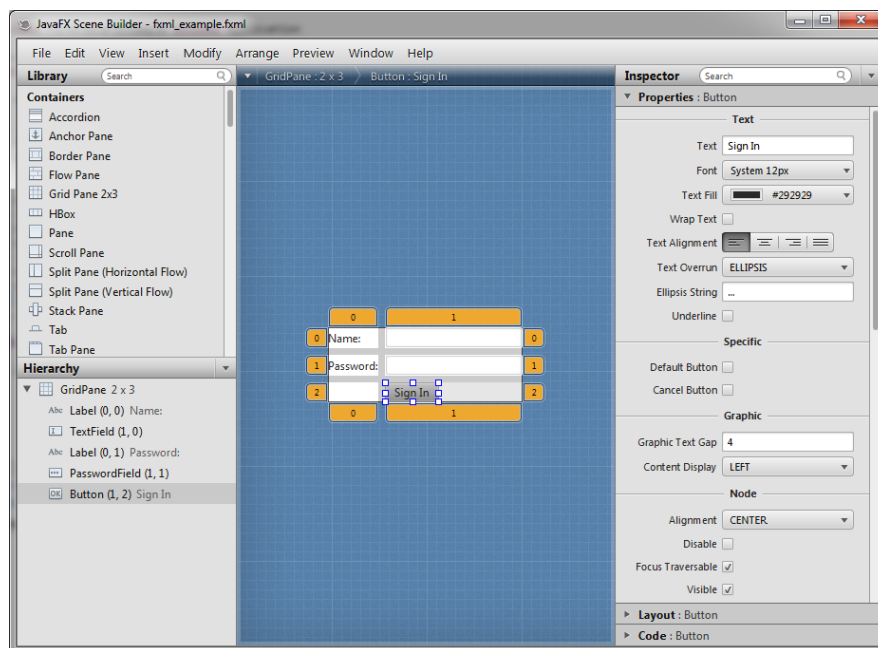 JavaFX Scene Builder - fxml_example.fxml
File Edit View Insert Modify Arrange Preview Window Help
Library Search
GridPane : 2 x 3 Button : Sign In
Inspector Search
Containers
Accordion
Anchor Pane
Border Pane
Flow Pane
Grid Pane 2x3
HBox
Pane
Scroll Pane
Split Pane (Horizontal Flow)
Split Pane (Vertical Flow)
Stack Pane
Tab
Tab Pane
Hierarchy
GridPane 2 x 3
Abc Label (0, 0) Name:
TextField (1, 0)
Abc Label (0, 1) Password:
PasswordField (1, 1)
OK Button (1, 2) Sign In
0 1
0 Name: 0
1 Password: 1
2 Sign In 2
0 1
Properties : Button
Text
Text Sign In
Font System 12px
Text Fill #292929
Wrap Text
Text Alignment
Text Overrun ELLIPSIS
Ellipsis String ...
Underline
Specific
Default Button
Cancel Button
Graphic
Graphic Text Gap 4
Content Display LEFT
Node
Alignment CENTER
Disable
Focus Traversable
Visible
Layout : Button
Code : Button